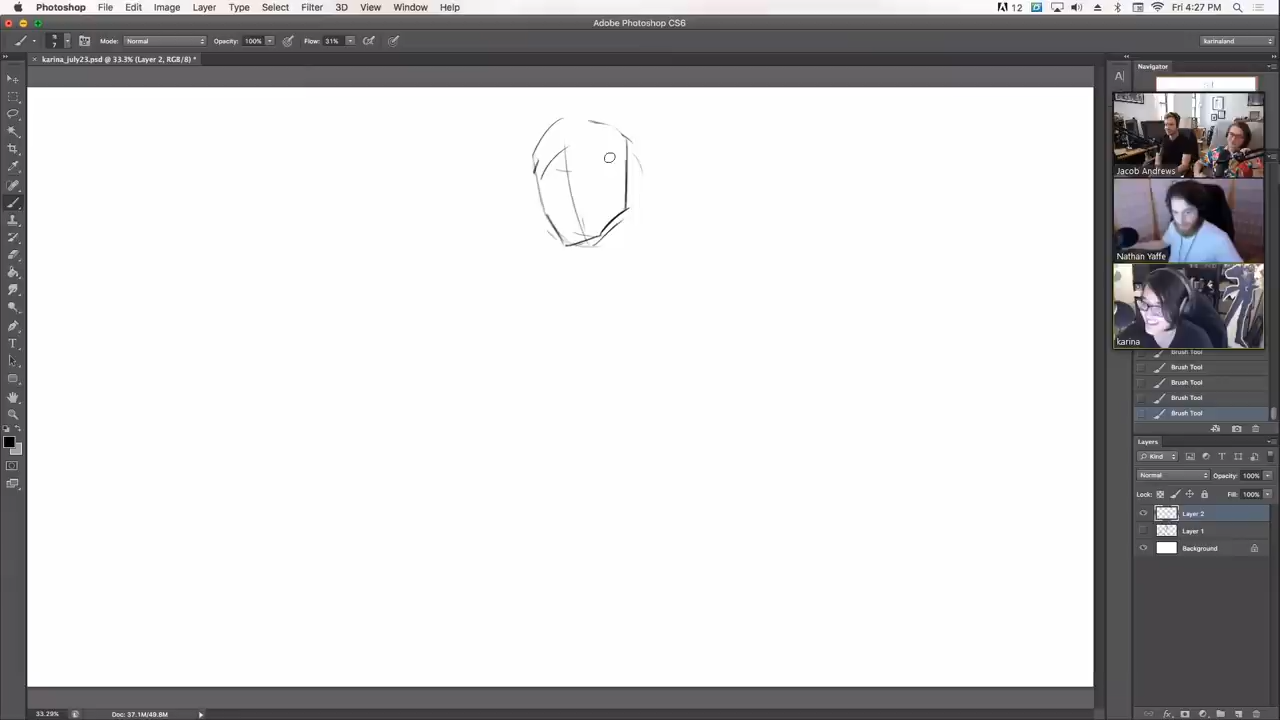 Photoshop File Edit Image Layer Type Select Filter 3D View Window Help 12 Fri 4:27 PM
Adobe Photoshop CS6
7 Mode: Normal Opacity: 100% Flow: 31% karinaland
× karina_july23.psd @ 33.3% (Layer 2, RGB/8) *
Navigator
A|
Jacob Andrews
Nathan Yaffe
karina
Brush Tool
Brush Tool
Brush Tool
Brush Tool
Brush Tool
Layers
Kind
Normal Opacity: 100%
Lock: Fill: 100%
Layer 2
Layer 1
Background
33.29% Doc: 37.1M/49.8M